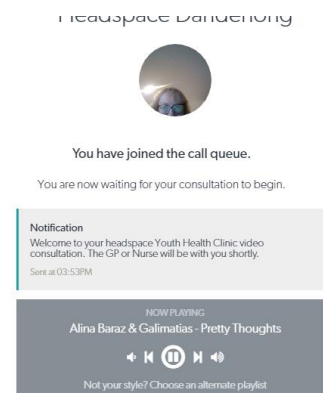 Headspace Dandenong
You have joined the call queue.
You are now waiting for your consultation to begin.
Notification
Welcome to your headspace Youth Health Clinic video
consultation. The GP or Nurse will be with you shortly.
Sent at 03:53PM
NOW PLAYING
Alina Baraz & Galimatias - Pretty Thoughts
Not your style? Choose an alternate playlist